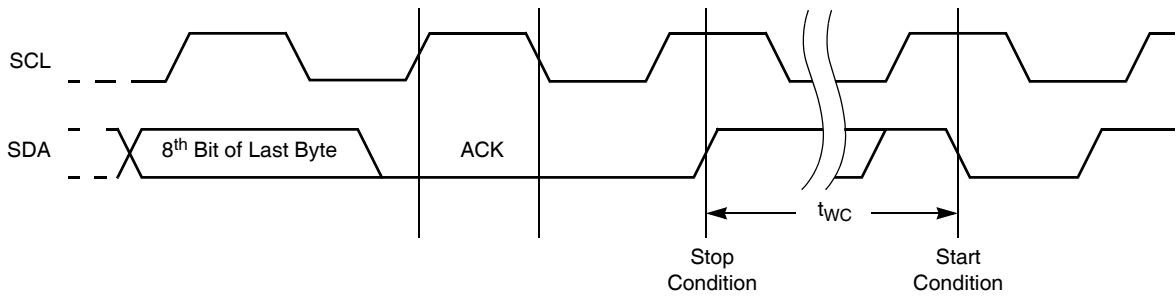 SCL
SDA
8th Bit of Last Byte
ACK
tWC
Stop
Condition
Start
Condition